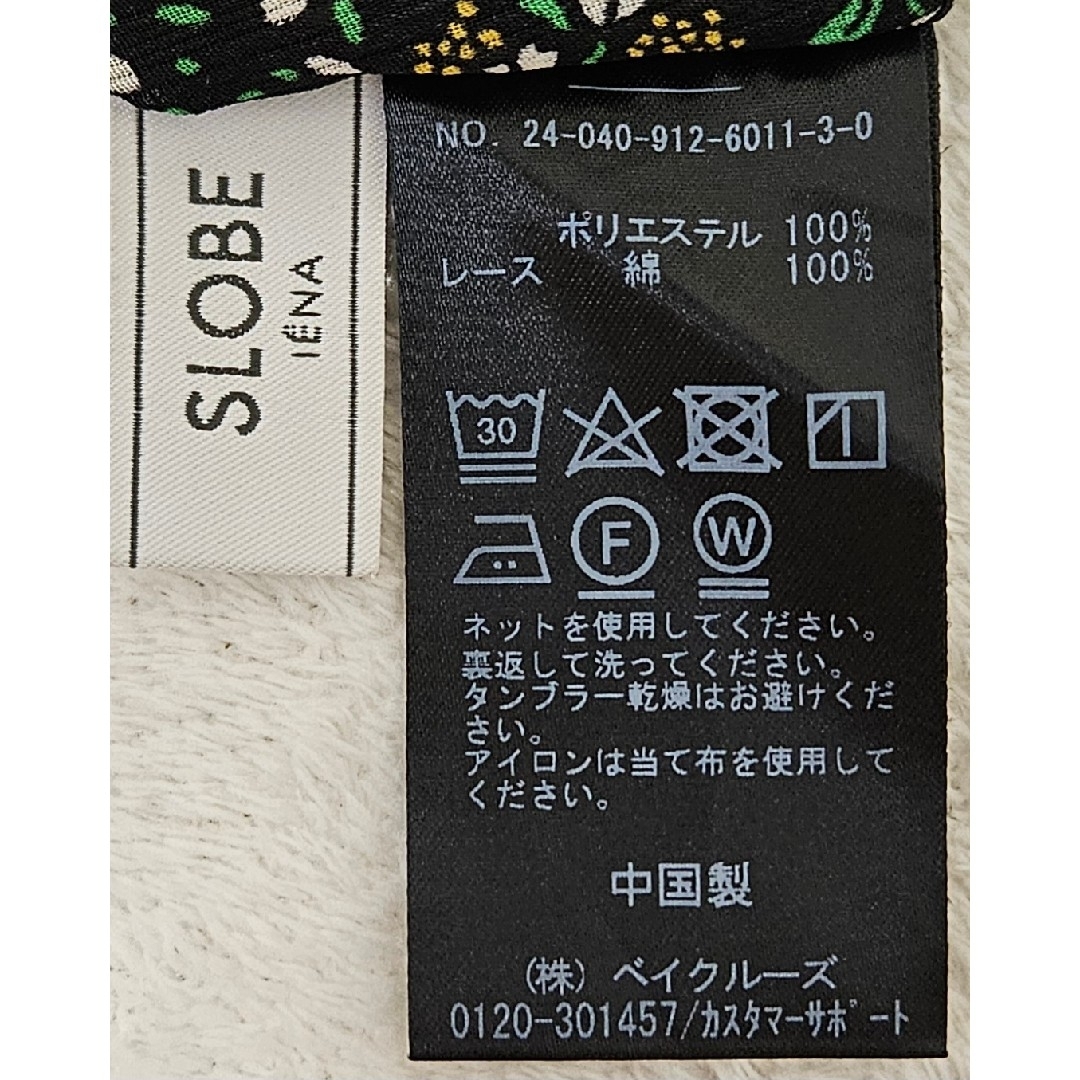 SLOBE
IÉNA
NO. 24-040-912-6011-3-0
ポリエステル 100%
レース 綿 100%
30
F
W
ネットを使用してください。
裏返して洗ってください。
タンブラー乾燥はお避けくだ
さい。
アイロンは当て布を使用して
ください。
中国製
(株) ベイクルーズ
0120-301457/カスタマーサポート